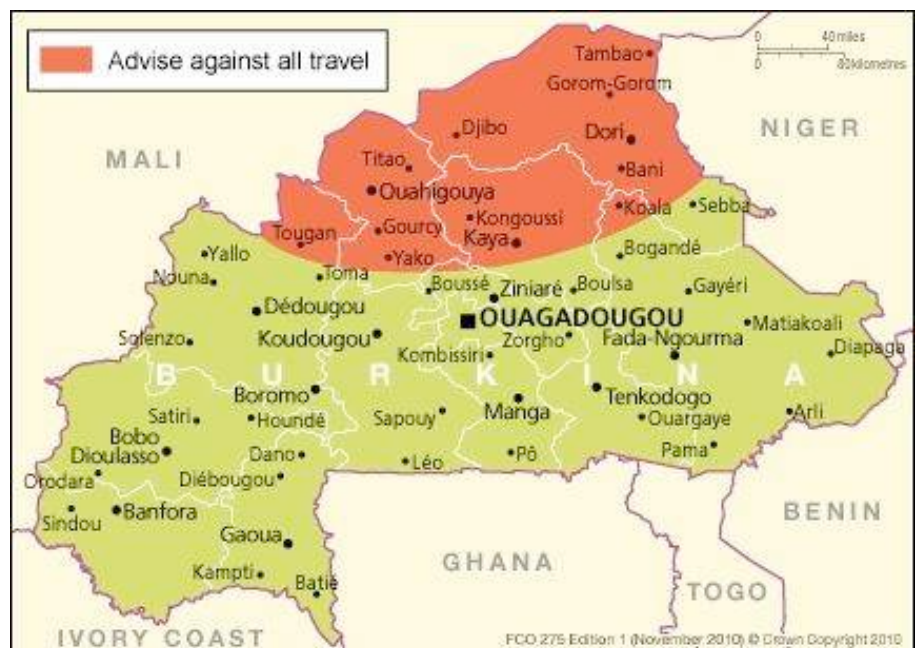 Advise against all travel
0 40 miles
0 80 kilometres
Tambao
Gorom-Gorom
Djibo
Dori
NIGER
MALI
Titao
Bani
Ouahigouya
Koala
Sebba
Kongoussi
Gourcy
Tougan
Kaya
Yallo
Yako
Bogandé
Nouna
Toma
Boussé
Ziniaré
Boulsa
Gayéri
Dédougou
OUAGADOUGOU
Matiakoali
Solenzo
Koudougou
Zorgho
Fada-Ngourma
Diapaga
Kombissiri
BURKINA
Boromo
Tenkodogo
Satiri
Houndé
Sapouy
Manga
Ouargaye
Arli
Bobo
Dioulasso
Dano
Léo
Pô
Pama
Orodara
Diébougou
Sindou
Banfora
BENIN
Gaoua
GHANA
Kampti
Batié
TOGO
IVORY COAST
FCO 275 Edition 1 (November 2010) © Crown Copyright 2010